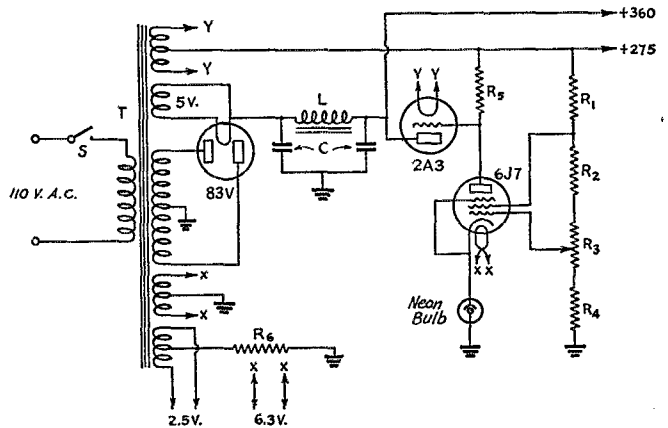 +360
Y
+275
Y
5V.
T
L
Y Y
R5
R1
S
C
2A3
6J7
R2
83V
110 V. A.C.
R3
X X
X
Neon
Bulb
R4
X
R6
X X
2.5V.
6.3V.